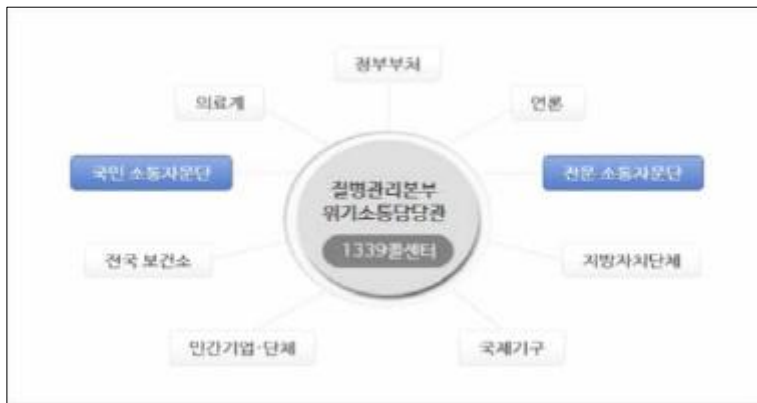 정부부처
의료계
언론
국민 소통자문단
전문 소통자문단
질병관리본부
위기소통담당관
1339콜센터
전국 보건소
지방자치단체
민간기업·단체
국제기구